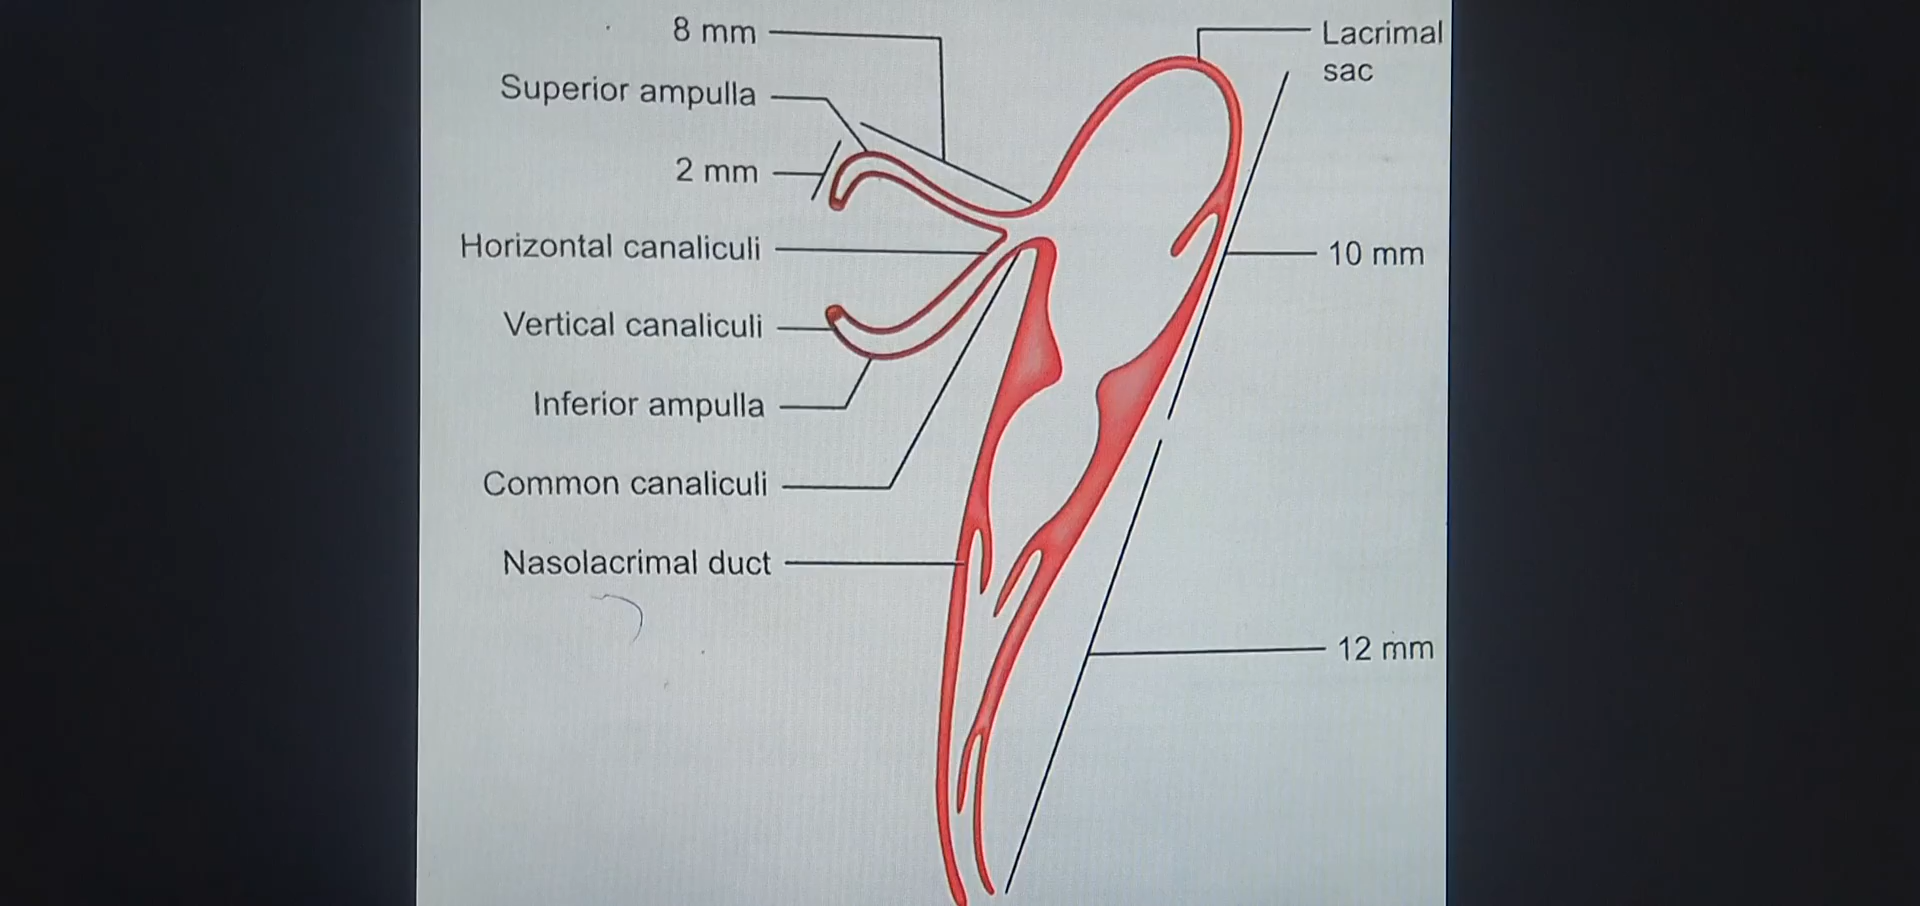 8 mm
Superior ampulla
2 mm
Horizontal canaliculi
Vertical canaliculi
Inferior ampulla
Common canaliculi
Nasolacrimal duct
Lacrimal
sac
10 mm
12 mm